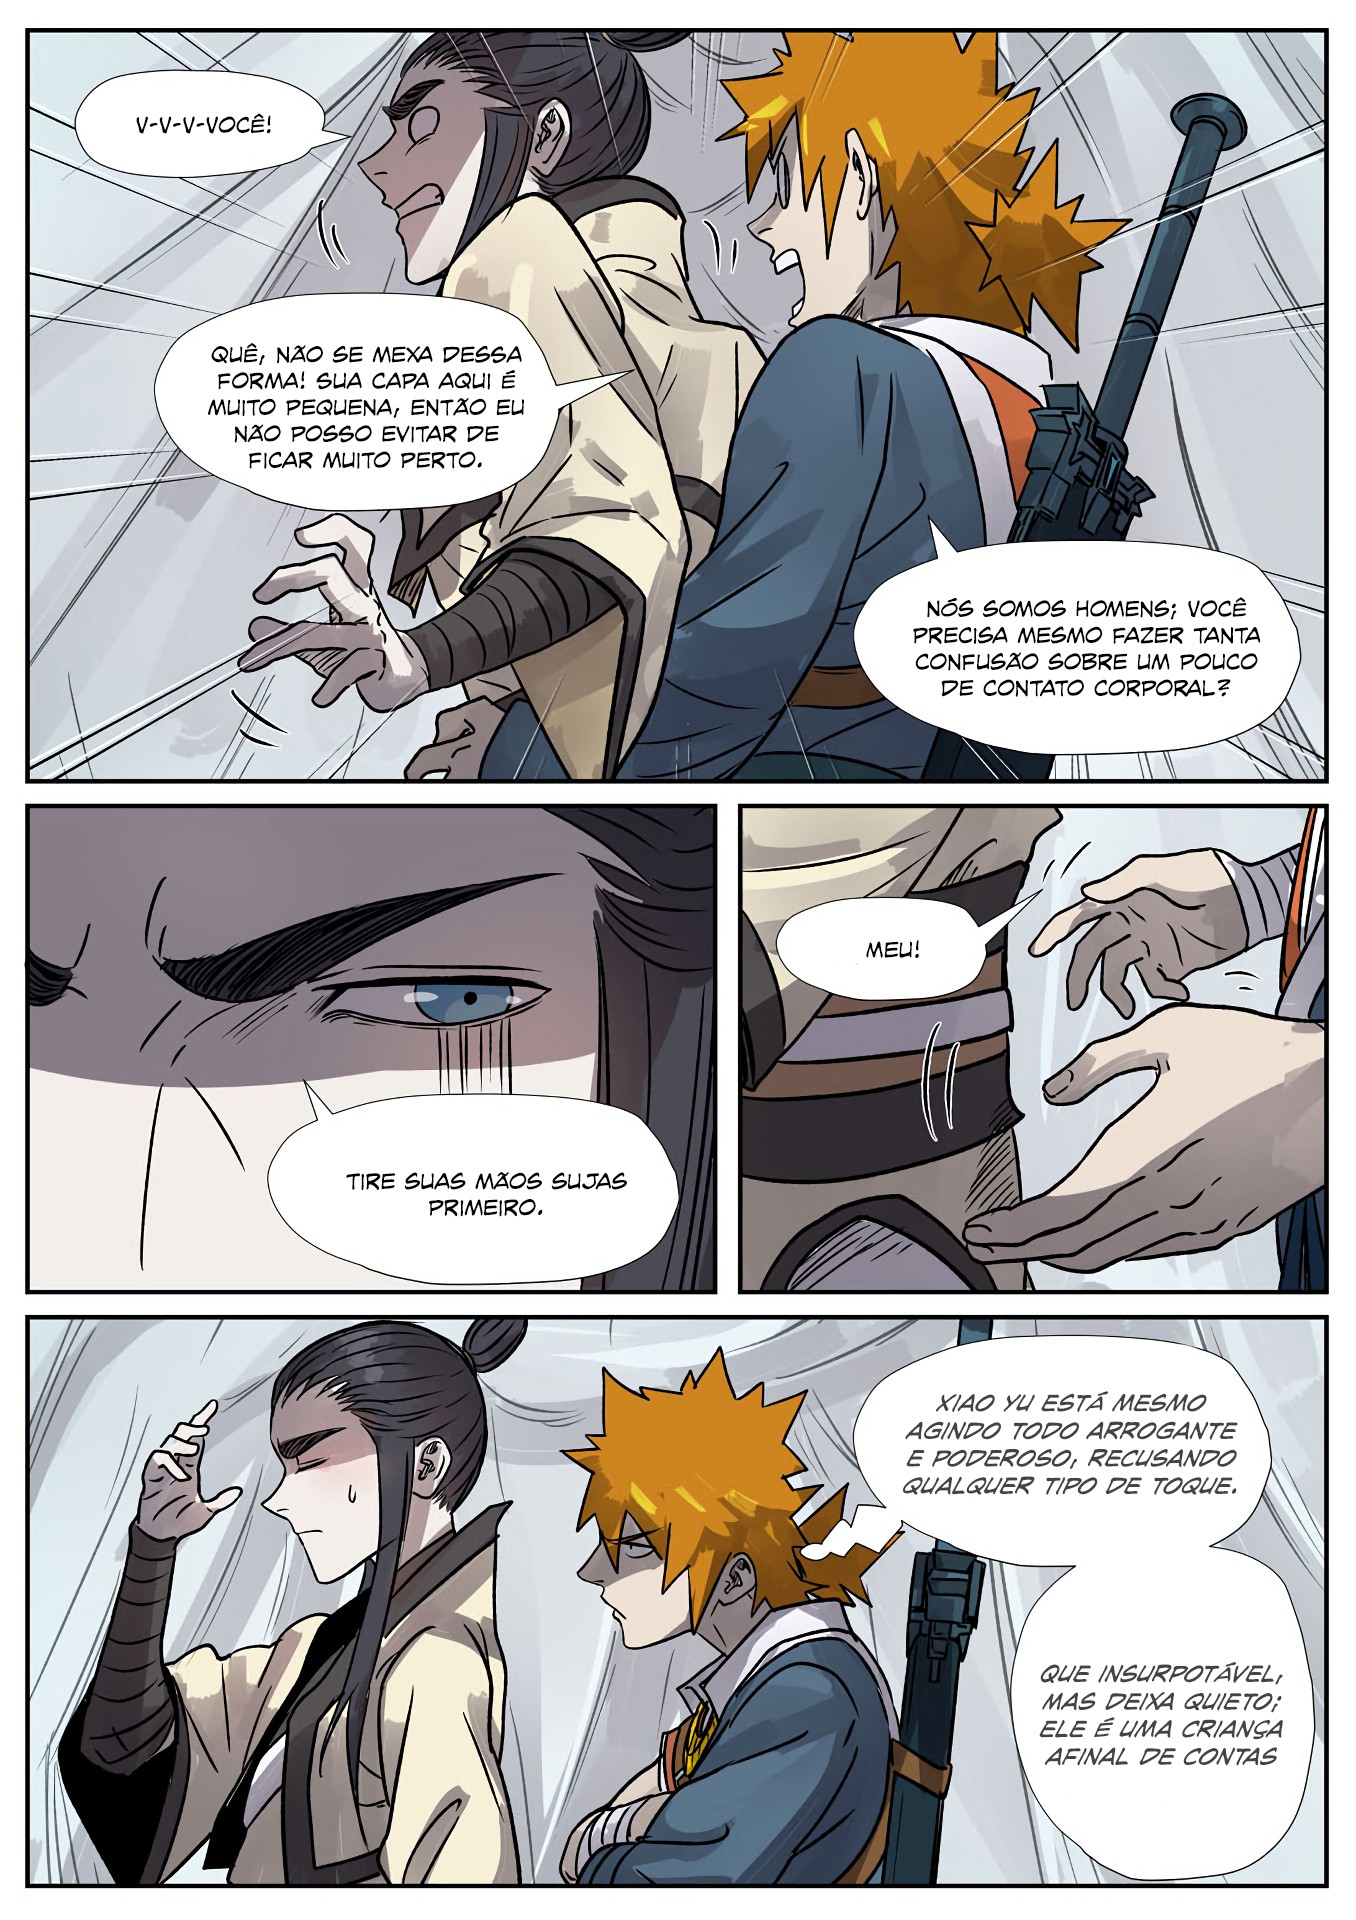 V-V-V-VOCÊ!
QUÊ, NÃO SE MEXA DESSA
FORMA! SUA CAPA AQUI É
MUITO PEQUENA, ENTÃO EU
NÃO POSSO EVITAR DE
FICAR MUITO PERTO.
NÓS SOMOS HOMENS; VOCÊ
PRECISA MESMO FAZER TANTA
CONFUSÃO SOBRE UM POUCO
DE CONTATO CORPORAL?
TIRE SUAS MÃOS SUJAS
PRIMEIRO.
MEU!
XIAO YU ESTÁ MESMO
AGINDO TODO ARROGANTE
E PODEROSO, RECUSANDO
QUALQUER TIPO DE TOQUE.
QUE INSURPOTÁVEL,
MAS DEIXA QUIETO;
ELE É UMA CRIANÇA
AFINAL DE CONTAS